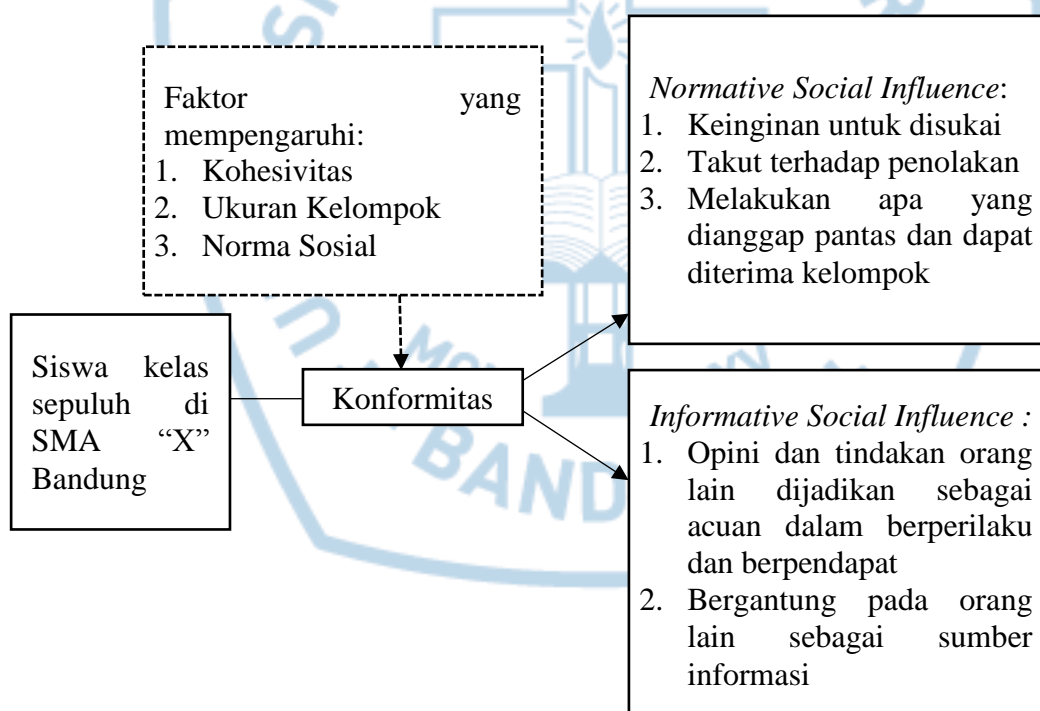 Faktor yang
mempengaruhi:
1. Kohesivitas
2. Ukuran Kelompok
3. Norma Sosial
Siswa kelas
sepuluh di
SMA “X”
Bandung
Konformitas
Normative Social Influence:
1. Keinginan untuk disukai
2. Takut terhadap penolakan
3. Melakukan apa yang
dianggap pantas dan dapat
diterima kelompok
Informative Social Influence :
1. Opini dan tindakan orang
lain dijadikan sebagai
acuan dalam berperilaku
dan berpendapat
2. Bergantung pada orang
lain sebagai sumber
informasi